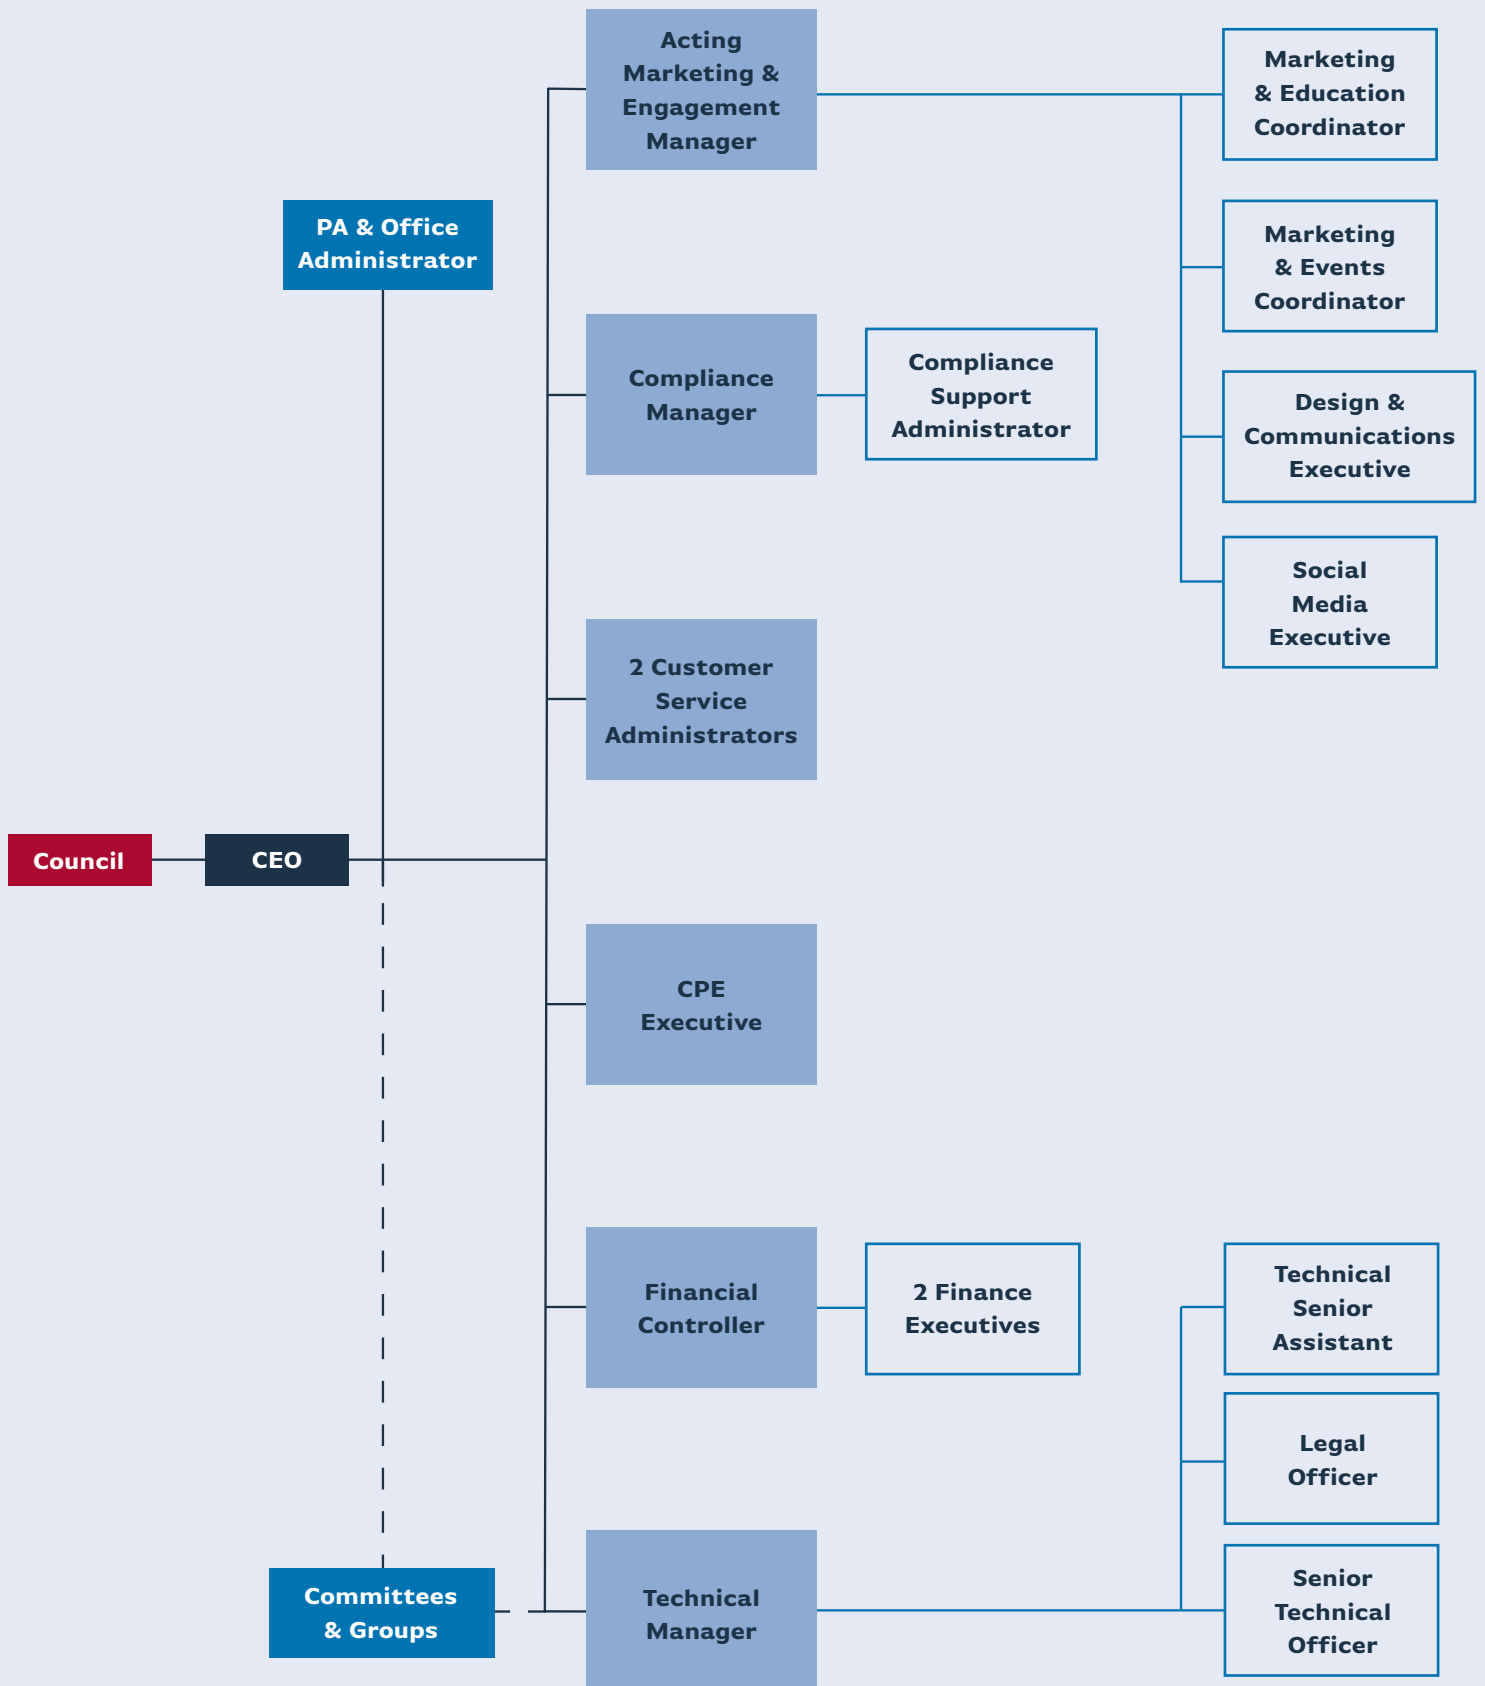 Acting
Marketing &
Engagement
Manager
Marketing
& Education
Coordinator
PA & Office
Administrator
Marketing
& Events
Coordinator
Compliance
Manager
Compliance
Support
Administrator
Design &
Communications
Executive
Social
Media
Executive
2 Customer
Service
Administrators
Council
CEO
CPE
Executive
Financial
Controller
2 Finance
Executives
Technical
Senior
Assistant
Legal
Officer
Committees
& Groups
Technical
Manager
Senior
Technical
Officer